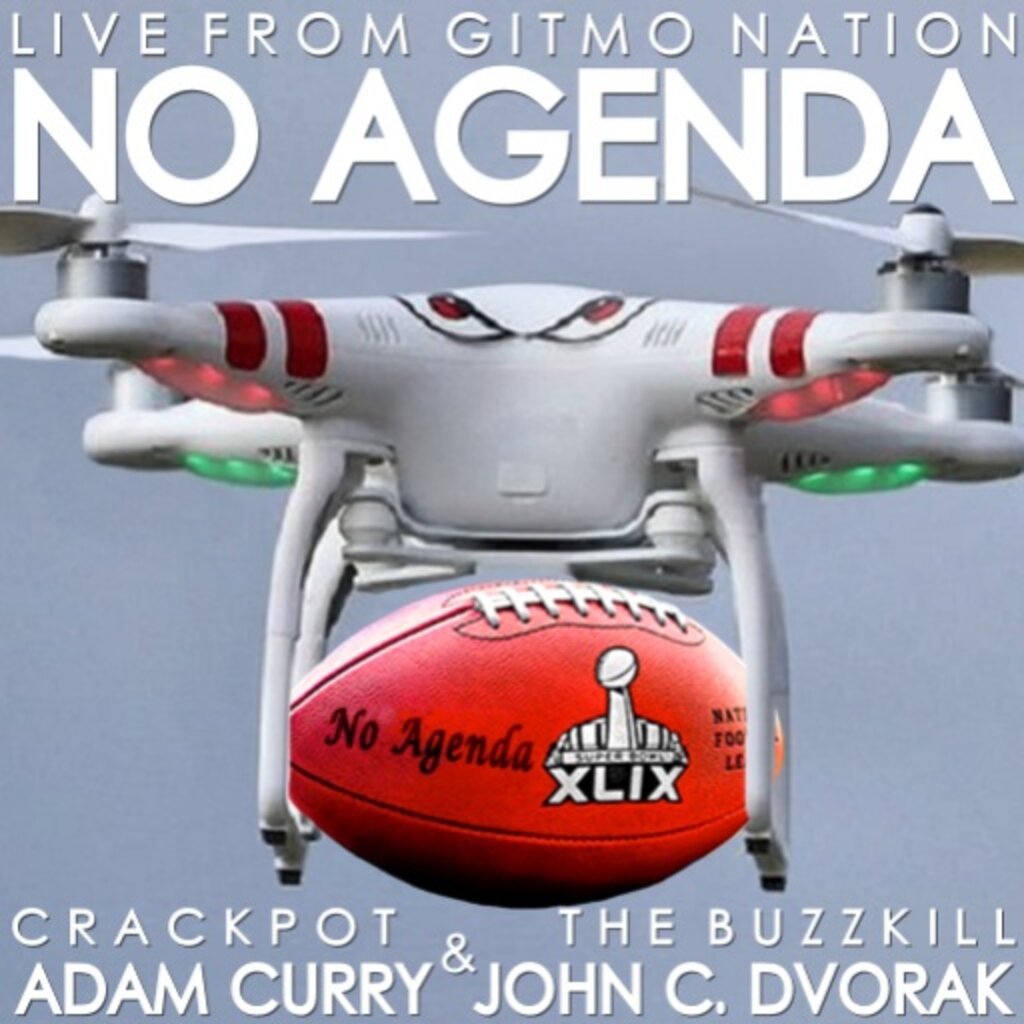 LIVE FROM GITMO NATION
NO AGENDA
No Agenda
SUPER BOWL
XLIX
CRACKPOT & THE BUZZKILL
ADAM CURRY JOHN C. DVORAK